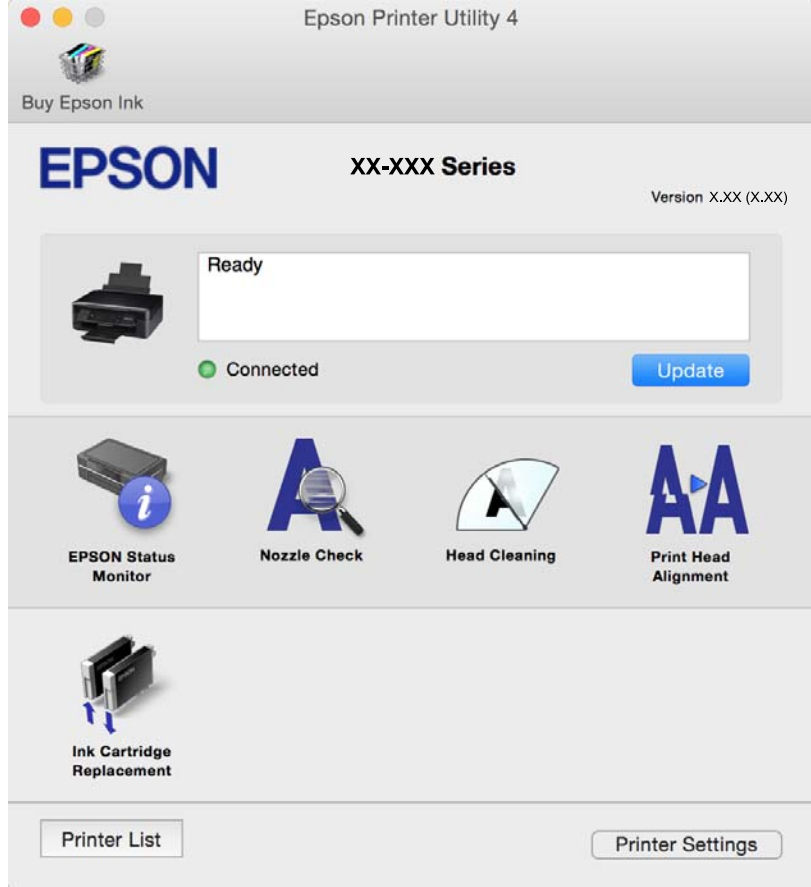 Epson Printer Utility 4
Buy Epson Ink
EPSON
XX-XXX Series
Version X.XX (X.XX)
Ready
Connected
Update
EPSON Status
Monitor
Nozzle Check
Head Cleaning
Print Head
Alignment
Ink Cartridge
Replacement
Printer List
Printer Settings